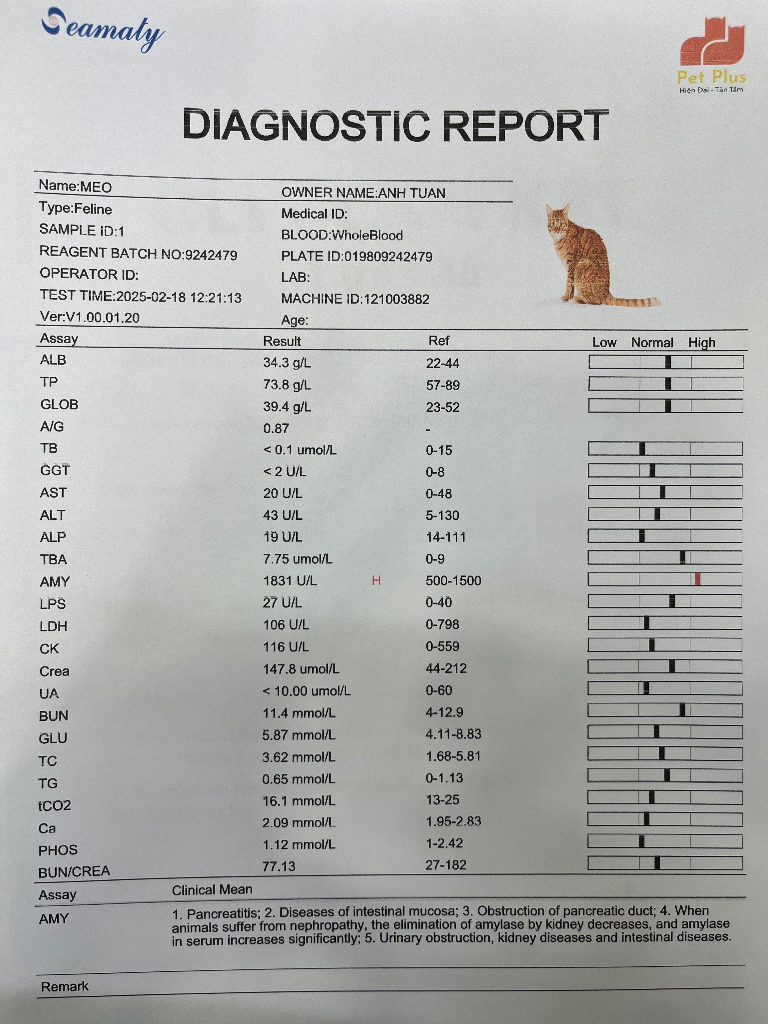 Seamaty
Pet Plus
Hiện Đại - Tận Tâm
DIAGNOSTIC REPORT
Name:MEO
OWNER NAME:ANH TUAN
Type:Feline
Medical ID:
SAMPLE ID:1
BLOOD:WholeBlood
REAGENT BATCH NO:9242479
PLATE ID:019809242479
OPERATOR ID:
LAB:
TEST TIME:2025-02-18 12:21:13
MACHINE ID:121003882
Ver:V1.00.01.20
Age:
Assay Result Ref Low Normal High
ALB 34.3 g/L 22-44
TP 73.8 g/L 57-89
GLOB 39.4 g/L 23-52
A/G 0.87 -
TB < 0.1 umol/L 0-15
GGT < 2 U/L 0-8
AST 20 U/L 0-48
ALT 43 U/L 5-130
ALP 19 U/L 14-111
TBA 7.75 umol/L 0-9
AMY 1831 U/L H 500-1500
LPS 27 U/L 0-40
LDH 106 U/L 0-798
CK 116 U/L 0-559
Crea 147.8 umol/L 44-212
UA < 10.00 umol/L 0-60
BUN 11.4 mmol/L 4-12.9
GLU 5.87 mmol/L 4.11-8.83
TC 3.62 mmol/L 1.68-5.81
TG 0.65 mmol/L 0-1.13
tCO2 16.1 mmol/L 13-25
Ca 2.09 mmol/L 1.95-2.83
PHOS 1.12 mmol/L 1-2.42
BUN/CREA 77.13 27-182
Assay Clinical Mean
AMY 1. Pancreatitis; 2. Diseases of intestinal mucosa; 3. Obstruction of pancreatic duct; 4. When
animals suffer from nephropathy, the elimination of amylase by kidney decreases, and amylase
in serum increases significantly; 5. Urinary obstruction, kidney diseases and intestinal diseases.
Remark